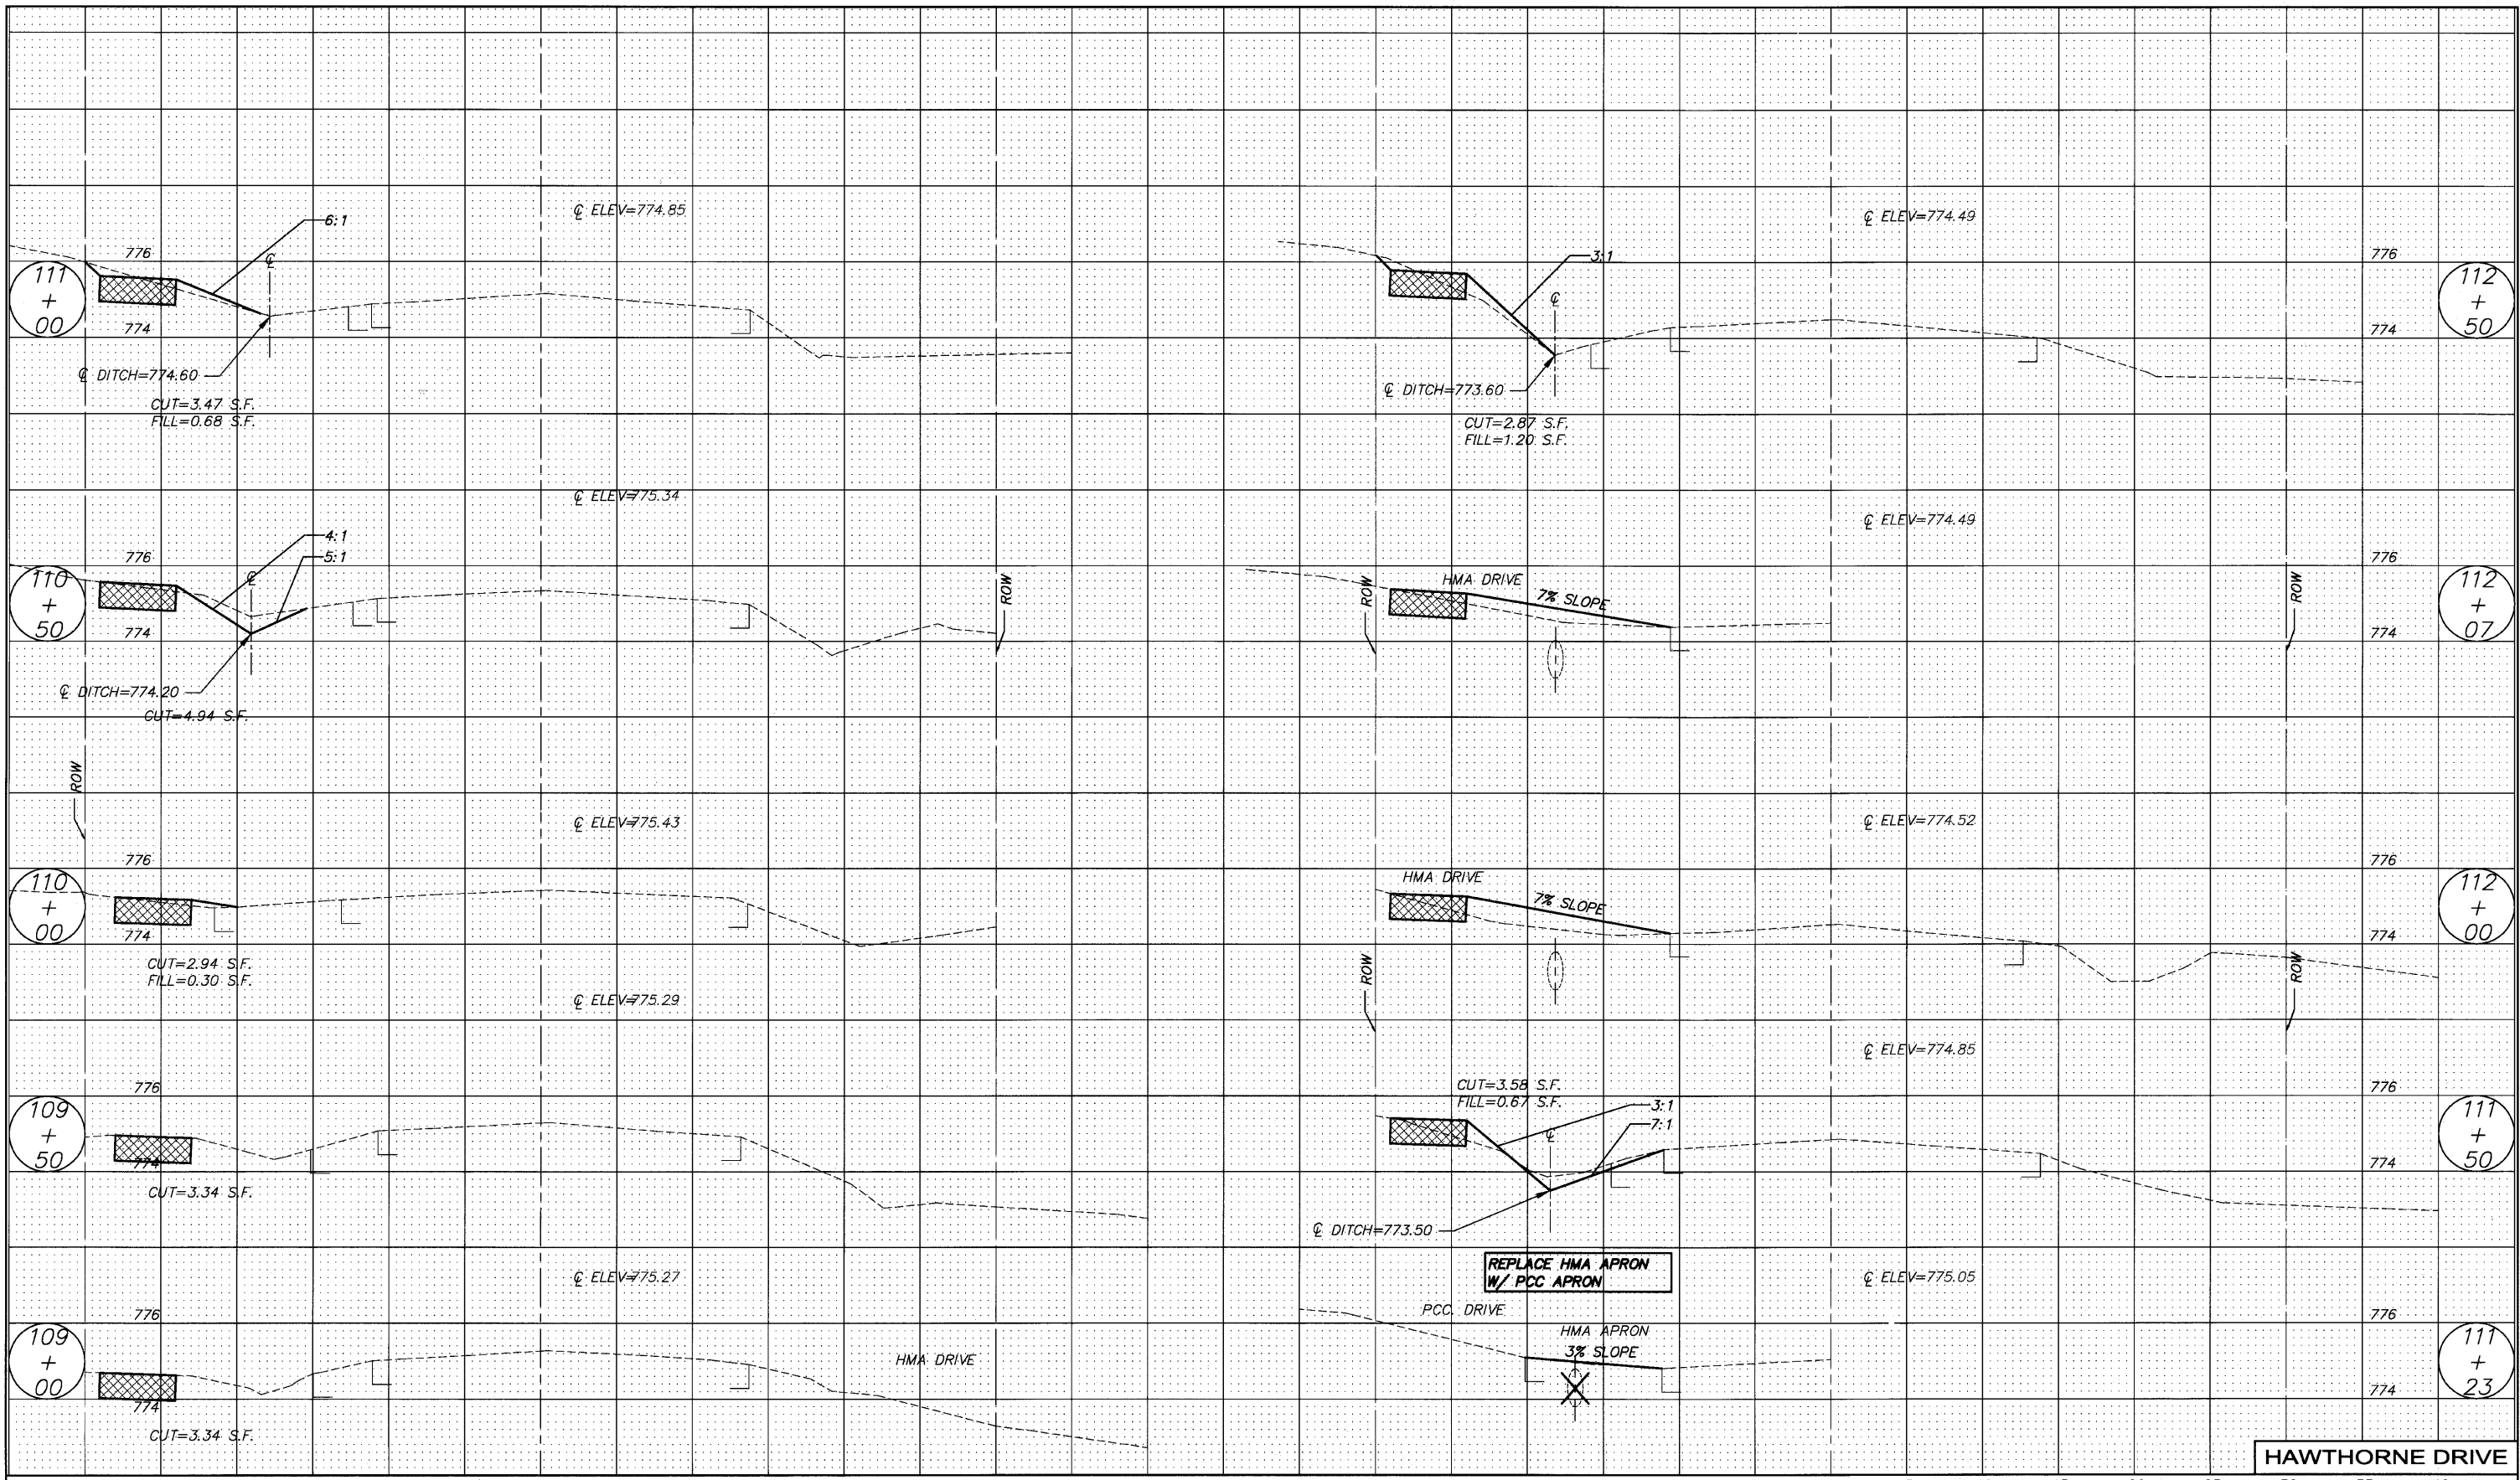 ℄ ELEV=774.85
6:1
776
℄
111
+
00
774
℄ DITCH=774.60
CUT=3.47 S.F.
FILL=0.68 S.F.
℄ ELEV=775.34
4:1
5:1
776
℄
110
+
50
774
ROW
℄ DITCH=774.20
CUT=4.94 S.F.
ROW
℄ ELEV=775.43
776
110
+
00
774
CUT=2.94 S.F.
FILL=0.30 S.F.
℄ ELEV=775.29
776
109
+
50
774
CUT=3.34 S.F.
℄ ELEV=775.27
776
109
+
00
HMA DRIVE
774
CUT=3.34 S.F.
℄ ELEV=774.49
3:1
776
℄
112
+
50
774
℄ DITCH=773.60
CUT=2.87 S.F.
FILL=1.20 S.F.
℄ ELEV=774.49
776
ROW
HMA DRIVE
7% SLOPE
ROW
112
+
07
774
℄ ELEV=774.52
776
HMA DRIVE
7% SLOPE
112
+
00
774
ROW
ROW
℄ ELEV=774.85
CUT=3.58 S.F.
FILL=0.67 S.F.
776
3:1
7:1
℄
111
+
50
774
℄ DITCH=773.50
REPLACE HMA APRON
W/ PCC APRON
℄ ELEV=775.05
PCC DRIVE
776
HMA APRON
3% SLOPE
111
+
23
774
HAWTHORNE DRIVE